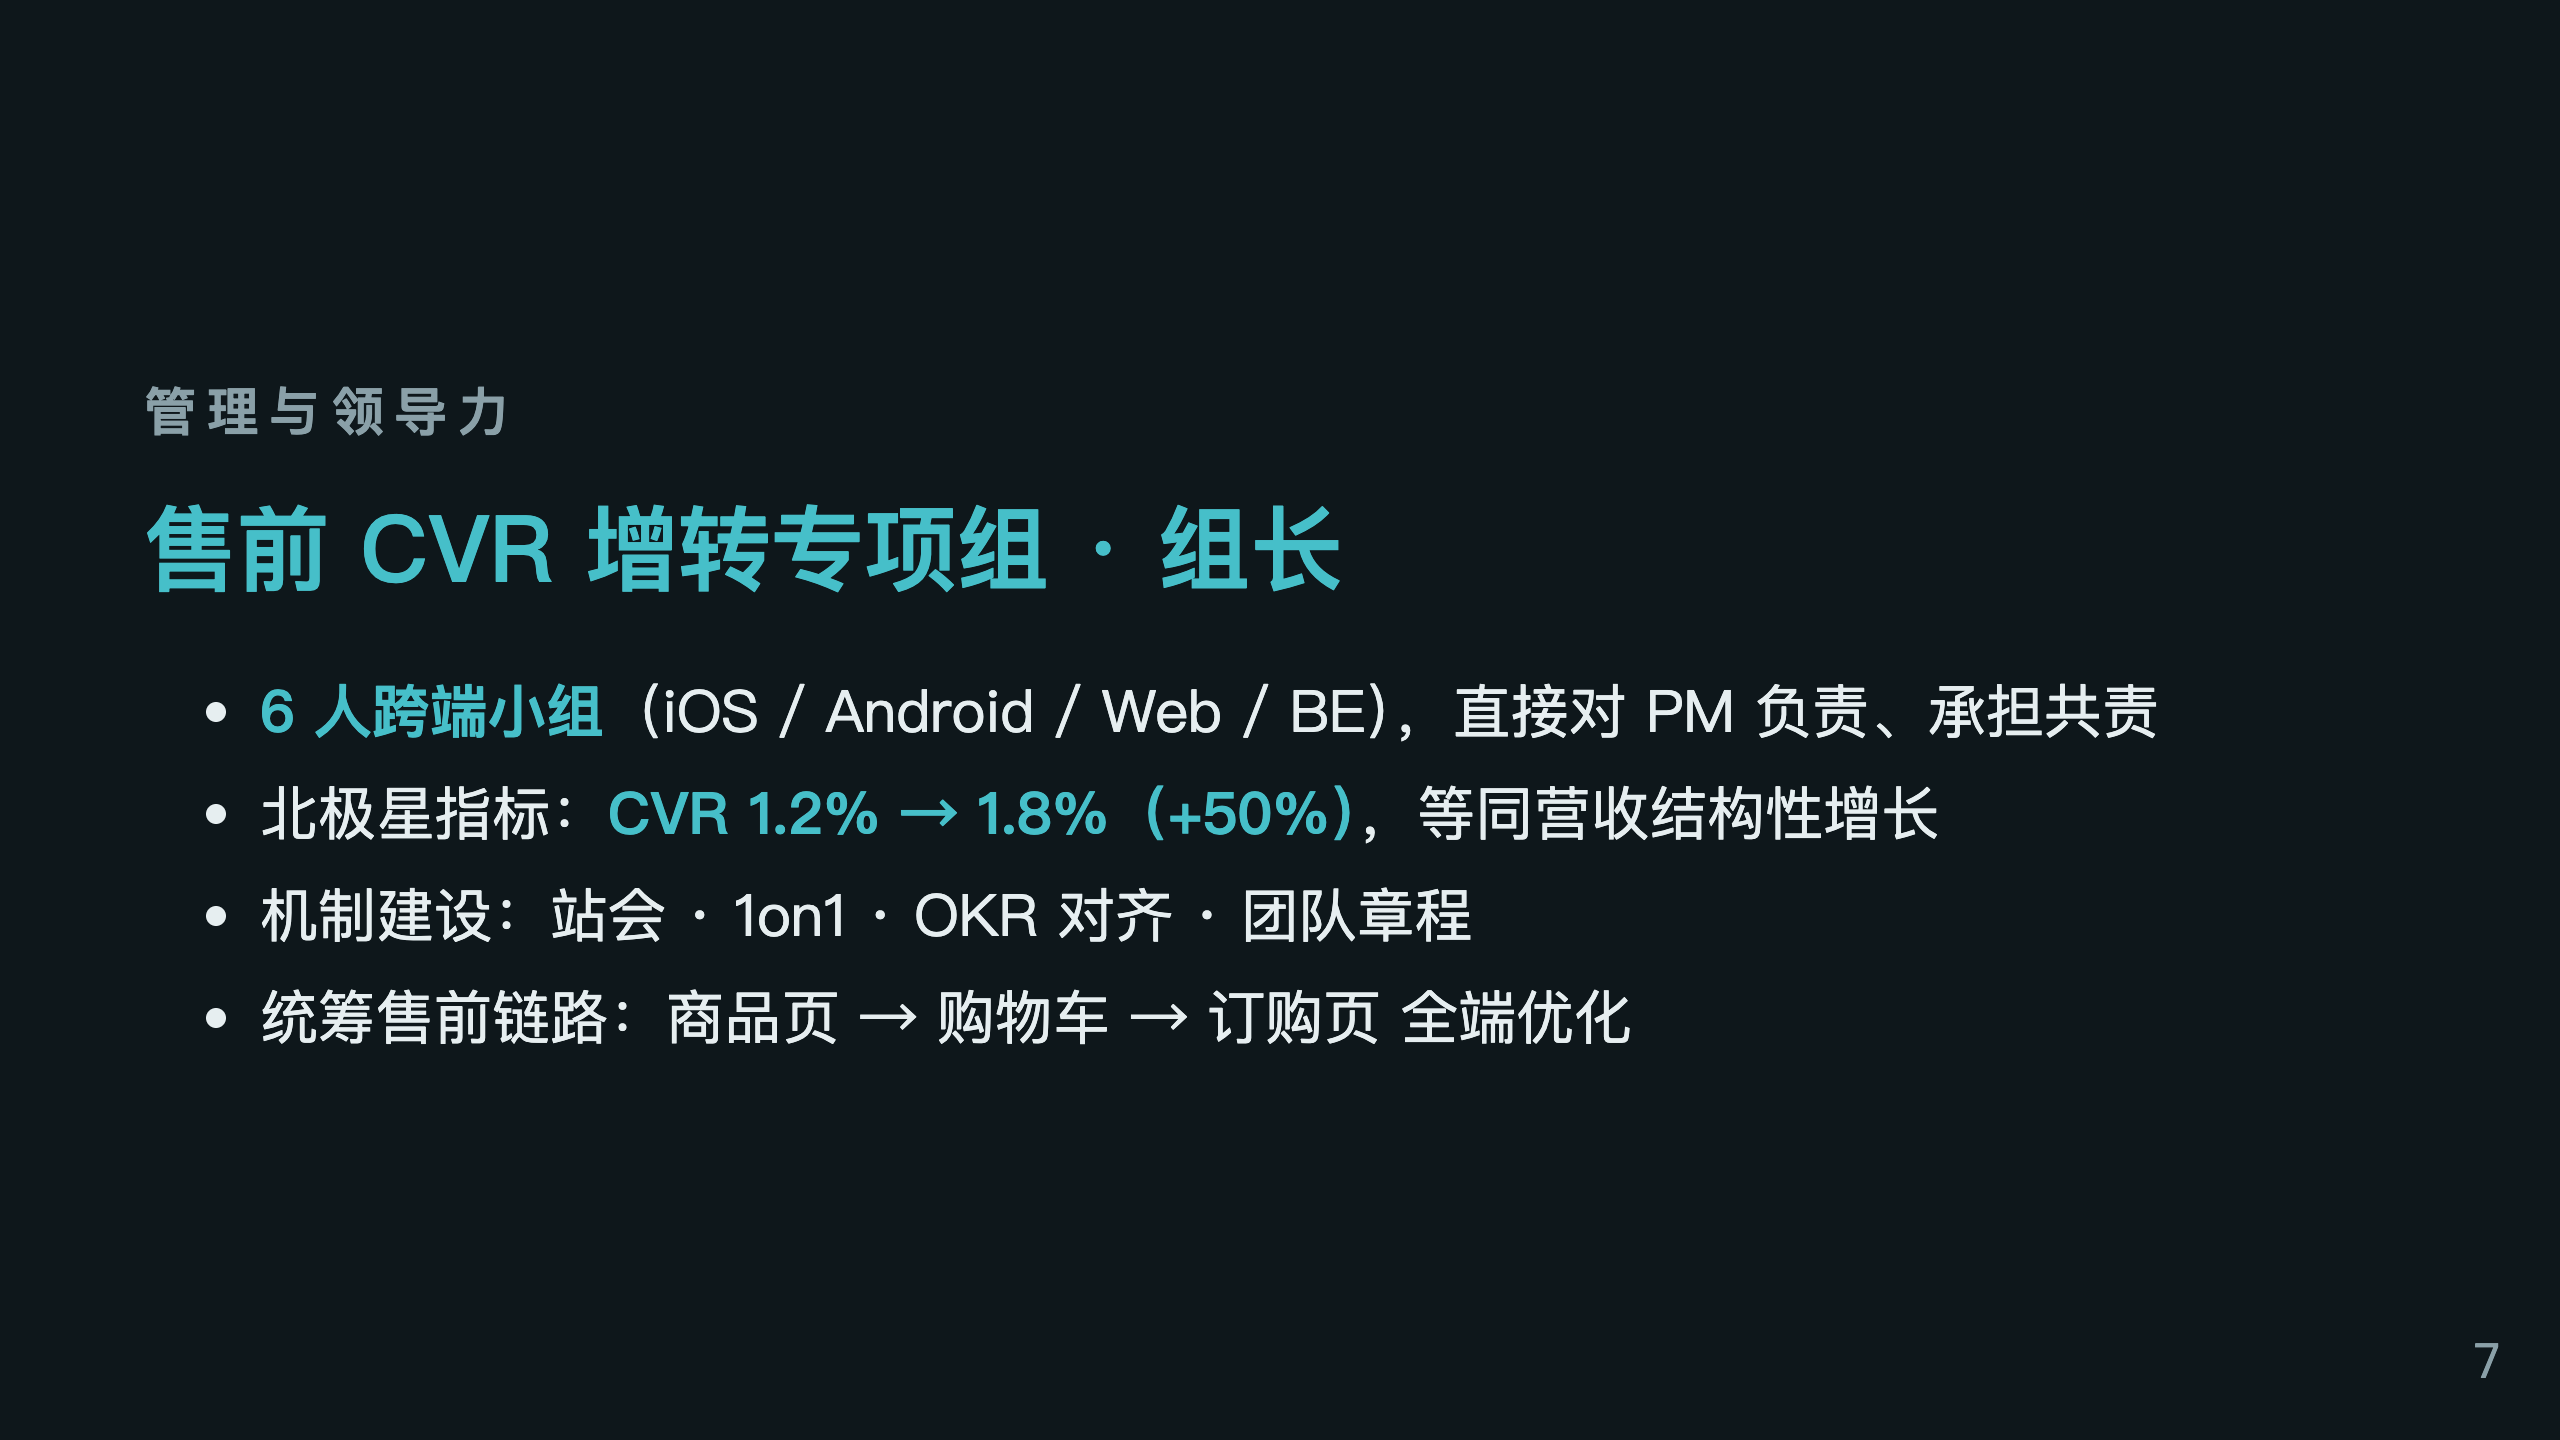 管理与领导力
售前 CVR 增转专项组 · 组长
• 6 人跨端小组（iOS / Android / Web / BE），直接对 PM 负责、承担共责
• 北极星指标：CVR 1.2% → 1.8%（+50%），等同营收结构性增长
• 机制建设：站会 · 1on1 · OKR 对齐 · 团队章程
• 统筹售前链路：商品页 → 购物车 → 订购页 全端优化
7